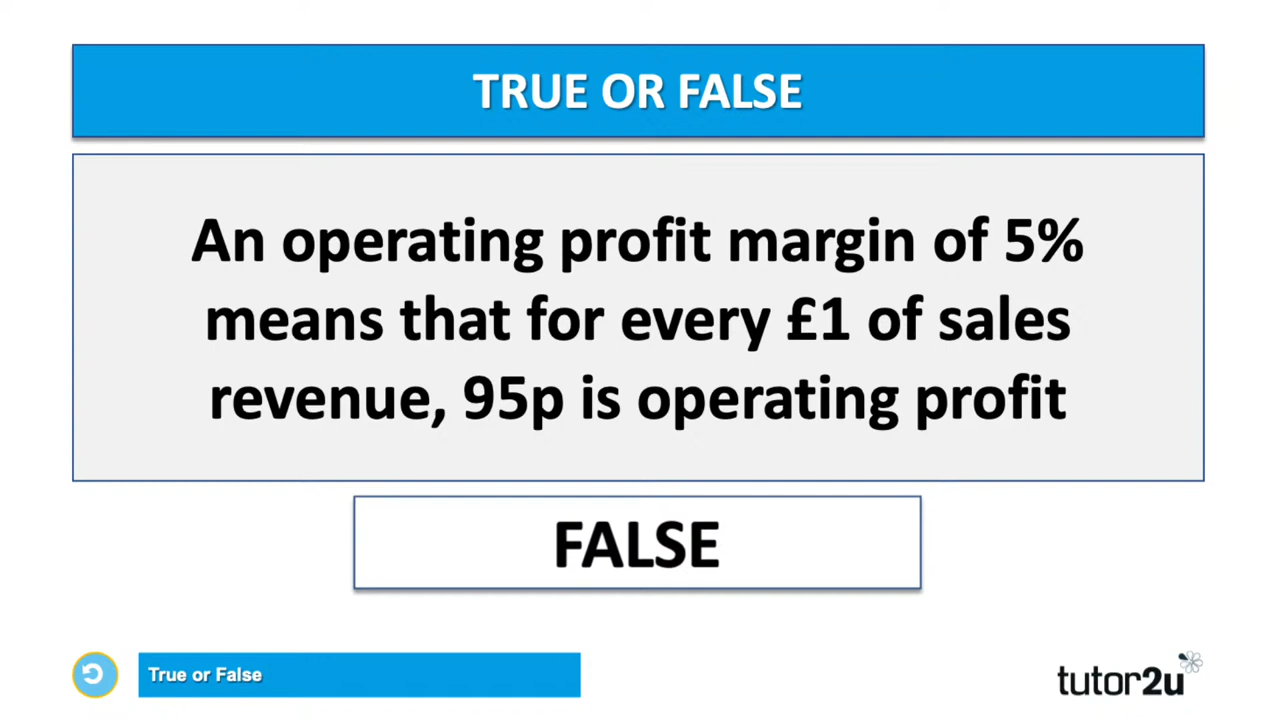 TRUE OR FALSE
An operating profit margin of 5%
means that for every £1 of sales
revenue, 95p is operating profit
FALSE
True or False
tutor2u